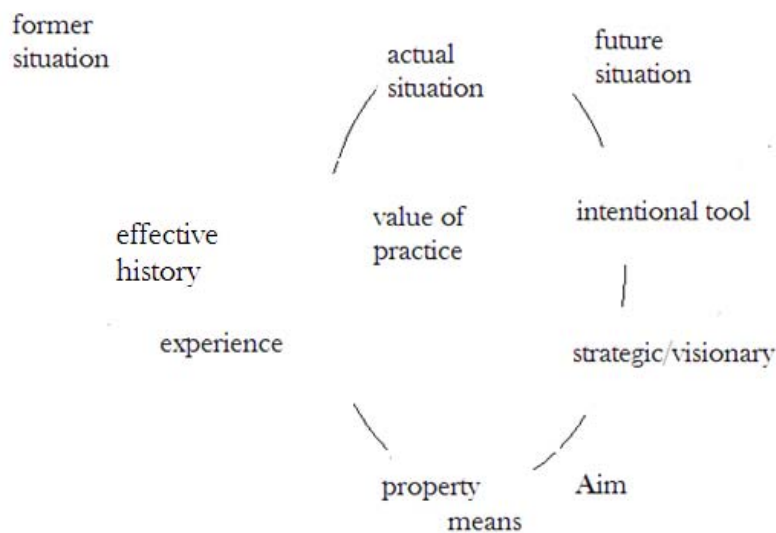 former
situation
actual
situation
future
situation
effective
history
value of
practice
intentional tool
experience
strategic/visionary
property
means
Aim